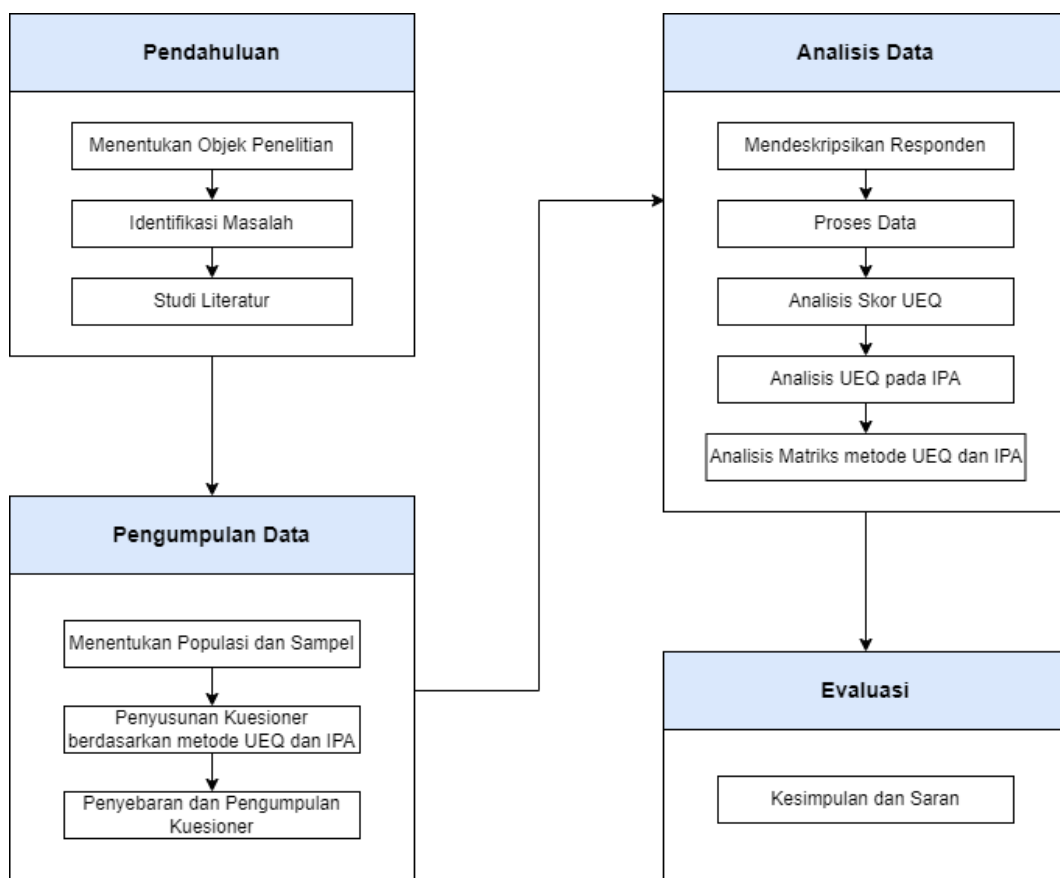 Pendahuluan
Menentukan Objek Penelitian
Identifikasi Masalah
Studi Literatur
Pengumpulan Data
Menentukan Populasi dan Sampel
Penyusunan Kuesioner
berdasarkan metode UEQ dan IPA
Penyebaran dan Pengumpulan
Kuesioner
Analisis Data
Mendeskripsikan Responden
Proses Data
Analisis Skor UEQ
Analisis UEQ pada IPA
Analisis Matriks metode UEQ dan IPA
Evaluasi
Kesimpulan dan Saran